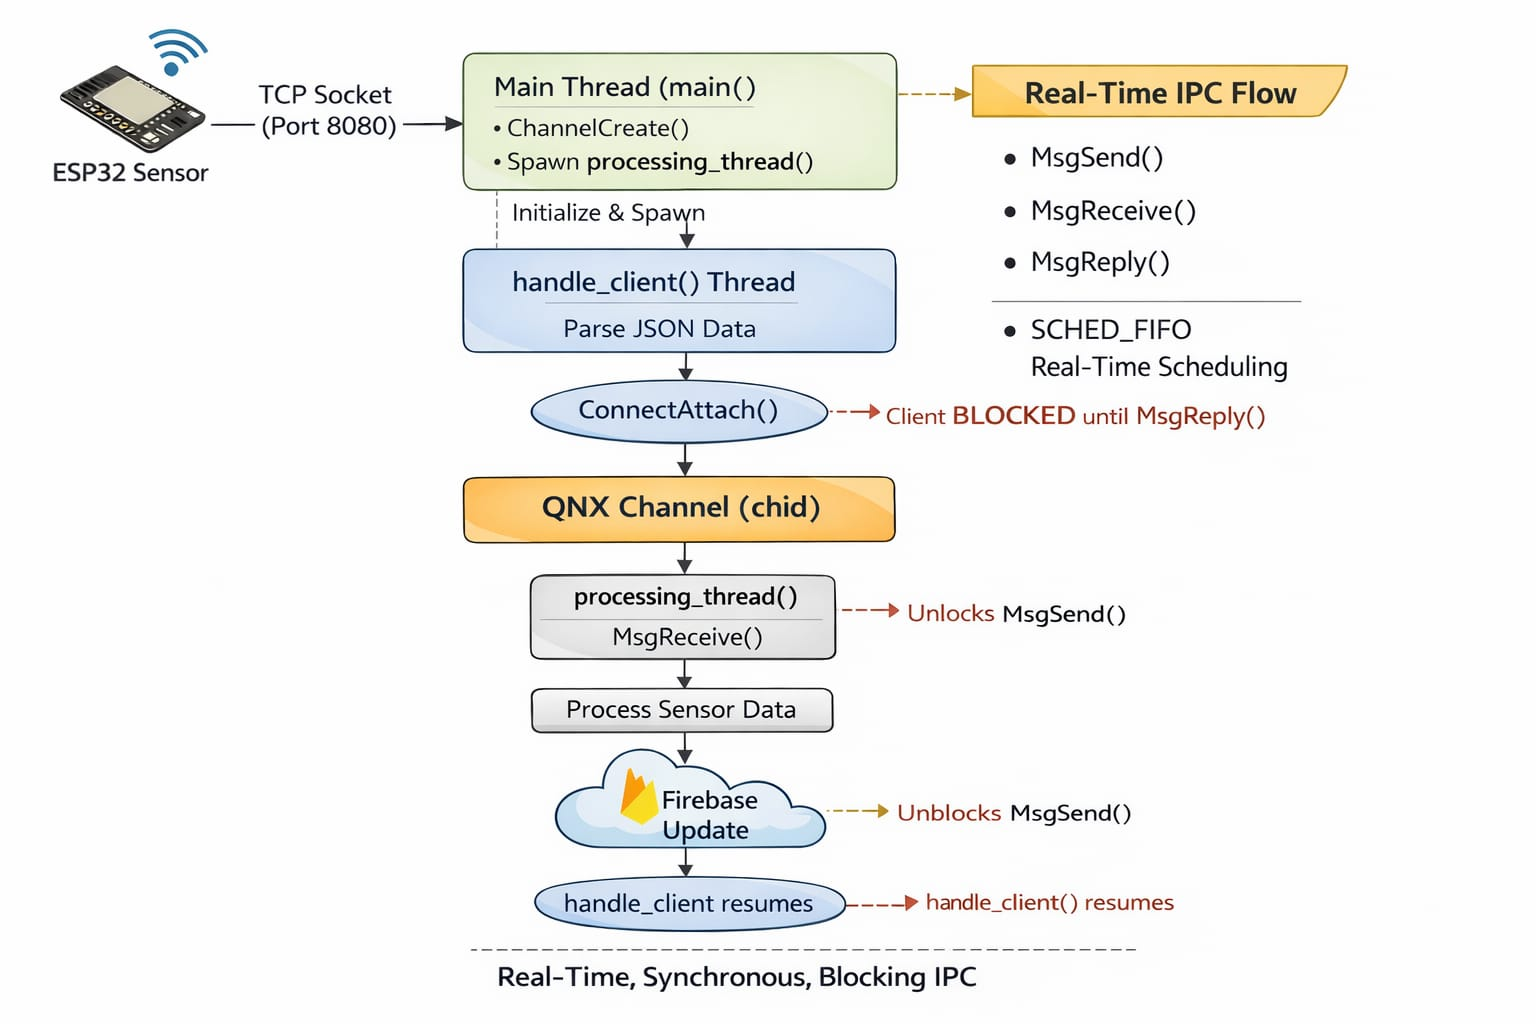 TCP Socket
(Port 8080)
ESP32 Sensor
Main Thread (main()
• ChannelCreate()
• Spawn processing_thread()
Real-Time IPC Flow
• MsgSend()
• MsgReceive()
• MsgReply()
• SCHED_FIFO
Real-Time Scheduling
Initialize & Spawn
handle_client() Thread
Parse JSON Data
ConnectAttach()
Client BLOCKED until MsgReply()
QNX Channel (chid)
processing_thread()
MsgReceive()
Unlocks MsgSend()
Process Sensor Data
Firebase
Update
Unblocks MsgSend()
handle_client resumes
handle_client() resumes
Real-Time, Synchronous, Blocking IPC